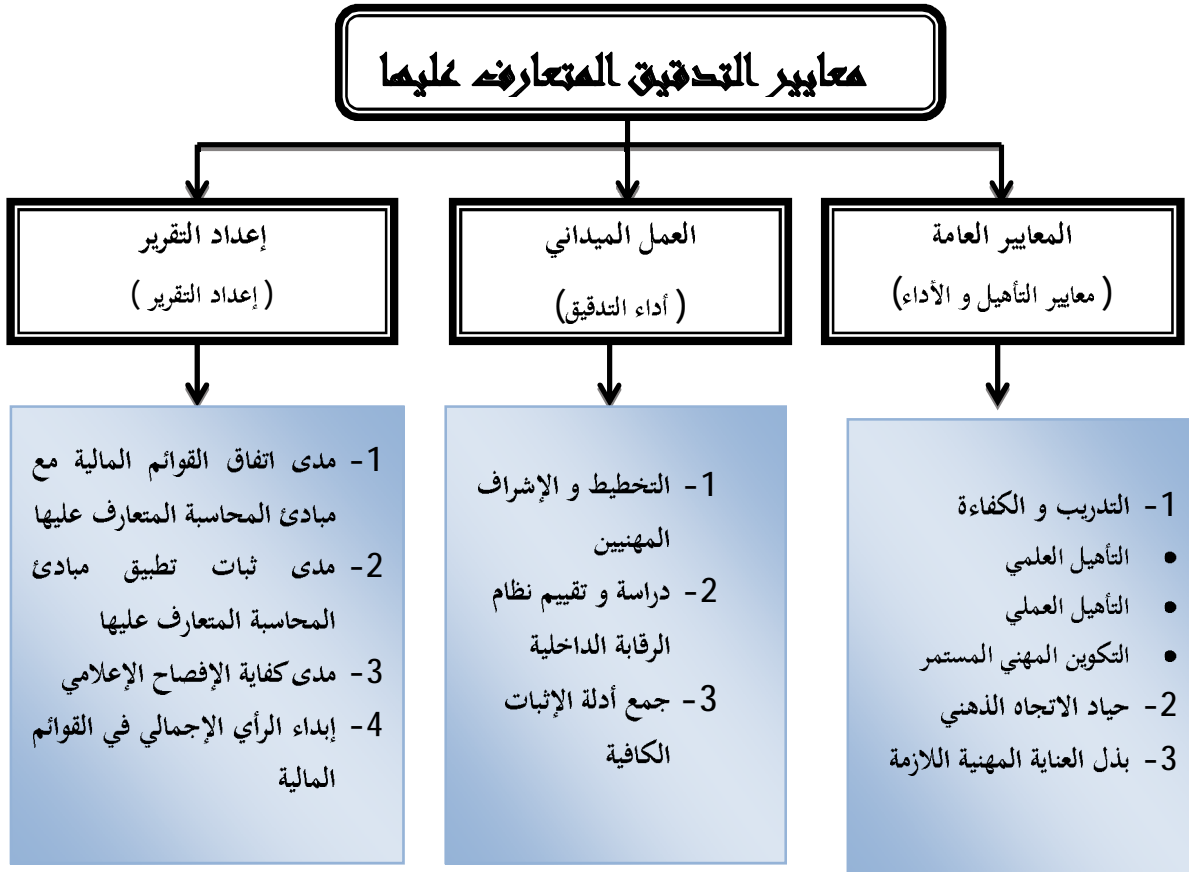 معايير التدقيق المتعارف عليها
المعايير العامة
( معايير التأهيل و الأداء)
العمل الميداني
( أداء التدقيق)
إعداد التقرير
( إعداد التقرير )
1- التدريب و الكفاءة
• التأهيل العلمي
• التأهيل العملي
• التكوين المهني المستمر
2- حياد الاتجاه الذهني
3- بذل العناية المهنية اللازمة
1- التخطيط و الإشراف
المهنيين
2- دراسة و تقييم نظام
الرقابة الداخلية
3- جمع أدلة الإثبات
الكافية
1- مدى اتفاق القوائم المالية مع
مبادئ المحاسبة المتعارف عليها
2- مدى ثبات تطبيق مبادئ
المحاسبة المتعارف عليها
3- مدى كفاية الإفصاح الإعلامي
4- إبداء الرأي الإجمالي في القوائم
المالية